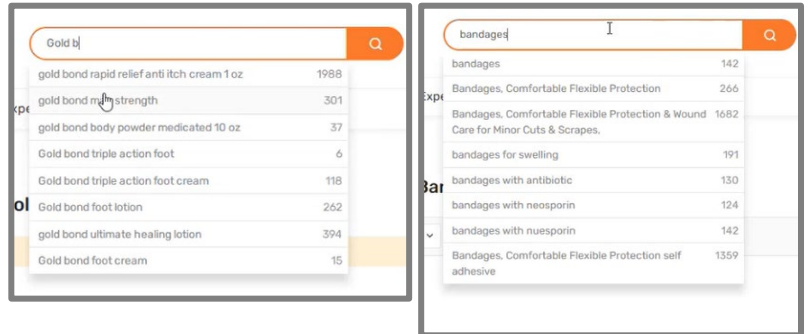 Gold b
gold bond rapid relief anti itch cream 1 oz 1988
gold bond strength 301
gold bond body powder medicated 10 oz 37
Gold bond triple action foot 6
Gold bond triple action foot cream 118
Gold bond foot lotion 262
gold bond ultimate healing lotion 394
Gold bond foot cream 15
bandages
bandages 142
Bandages, Comfortable Flexible Protection 266
Bandages, Comfortable Flexible Protection & Wound 1682
Care for Minor Cuts & Scrapes,
bandages for swelling 191
bandages with antibiotic 130
bandages with neosporin 124
bandages with nuesporin 142
Bandages, Comfortable Flexible Protection self 1359
adhesive